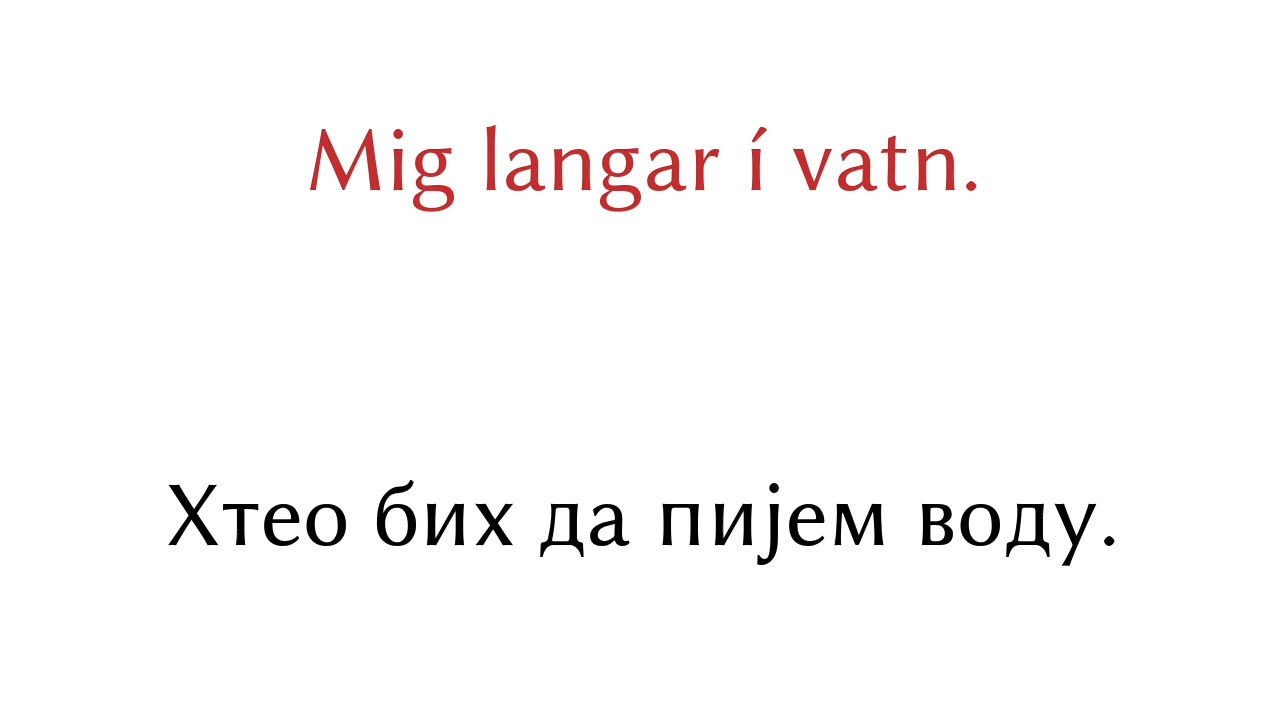 Mig langar í vatn.
Хтео бих да пијем воду.